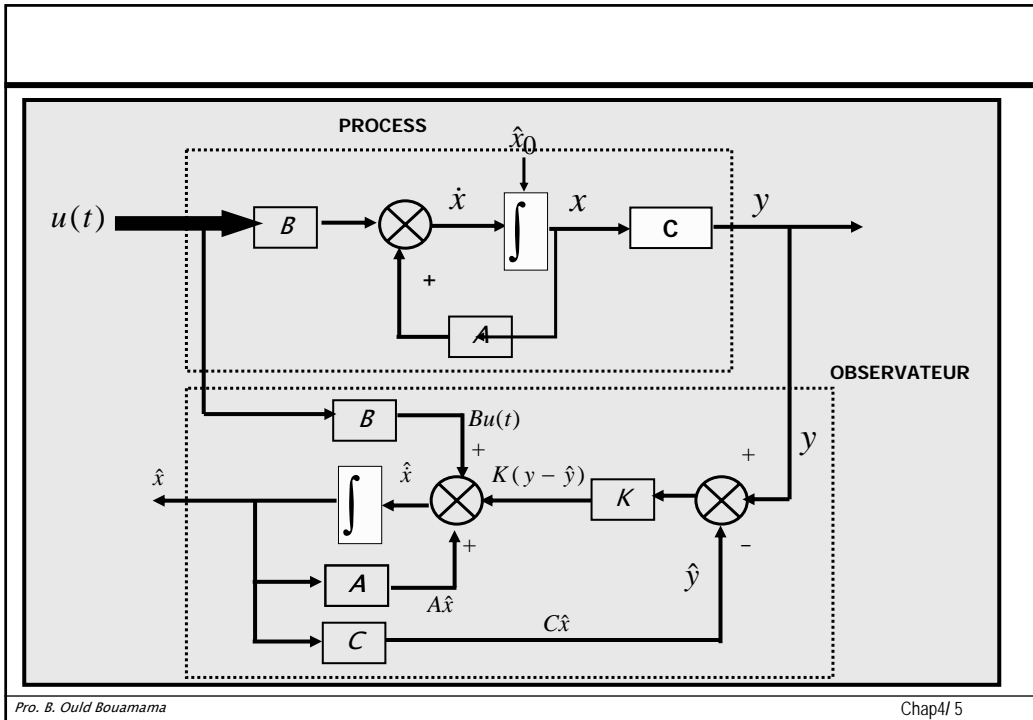 PROCESS
x̂₀
u(t)
B
ẋ
∫
x
C
y
+
A
OBSERVATEUR
B
Bu(t)
+
y
x̂
∫
x̂̇
K(y − ŷ)
K
+
+
−
A
Ax̂
ŷ
C
Cx̂
Pro. B. Ould Bouamama
Chap4/ 5